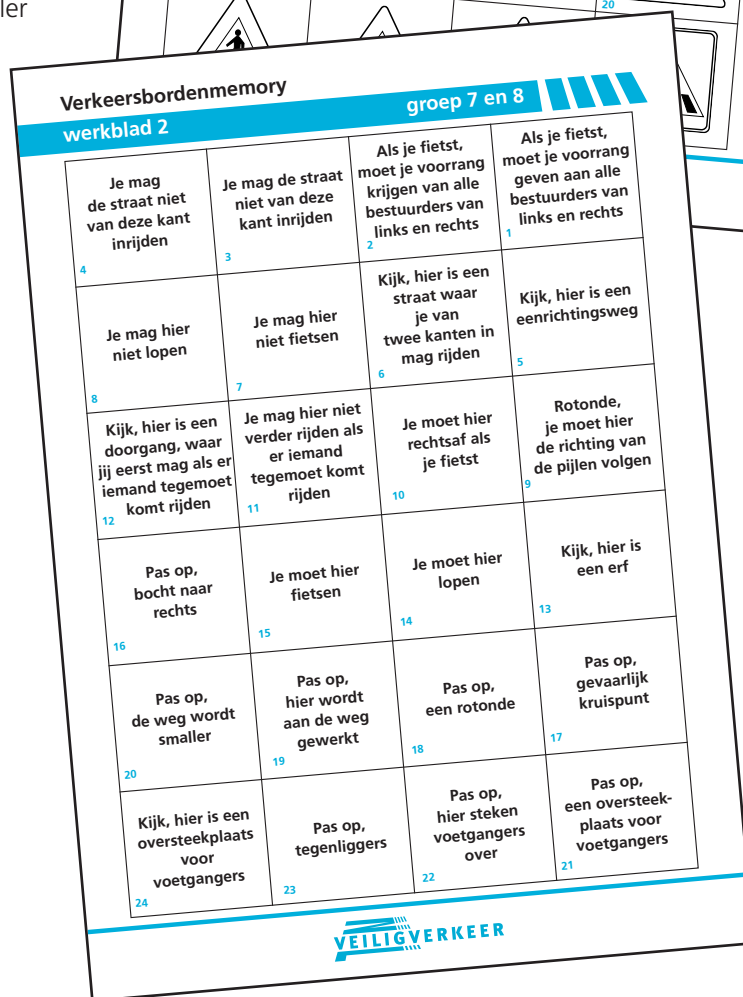 ler
20
Verkeersbordenmemory
werkblad 2
groep 7 en 8
Je mag
de straat niet
van deze kant
inrijden
4
Je mag de straat
niet van deze
kant inrijden
3
Als je fietst,
moet je voorrang
krijgen van alle
bestuurders van
links en rechts
2
Als je fietst,
moet je voorrang
geven aan alle
bestuurders van
links en rechts
1
Je mag hier
niet lopen
8
Je mag hier
niet fietsen
7
Kijk, hier is een
straat waar
je van
twee kanten in
mag rijden
6
Kijk, hier is een
eenrichtingsweg
5
Kijk, hier is een
doorgang, waar
jij eerst mag als er
iemand tegemoet
komt rijden
12
Je mag hier niet
verder rijden als
er iemand
tegemoet komt
rijden
11
Je moet hier
rechtsaf als
je fietst
10
Rotonde,
je moet hier
de richting van
de pijlen volgen
9
Pas op,
bocht naar
rechts
16
Je moet hier
fietsen
15
Je moet hier
lopen
14
Kijk, hier is
een erf
13
Pas op,
de weg wordt
smaller
20
Pas op,
hier wordt
aan de weg
gewerkt
19
Pas op,
een rotonde
18
Pas op,
gevaarlijk
kruispunt
17
Kijk, hier is een
oversteekplaats
voor
voetgangers
24
Pas op,
tegenliggers
23
Pas op,
hier steken
voetgangers
over
22
Pas op,
een oversteek-
plaats voor
voetgangers
21
VEILIGVERKEER